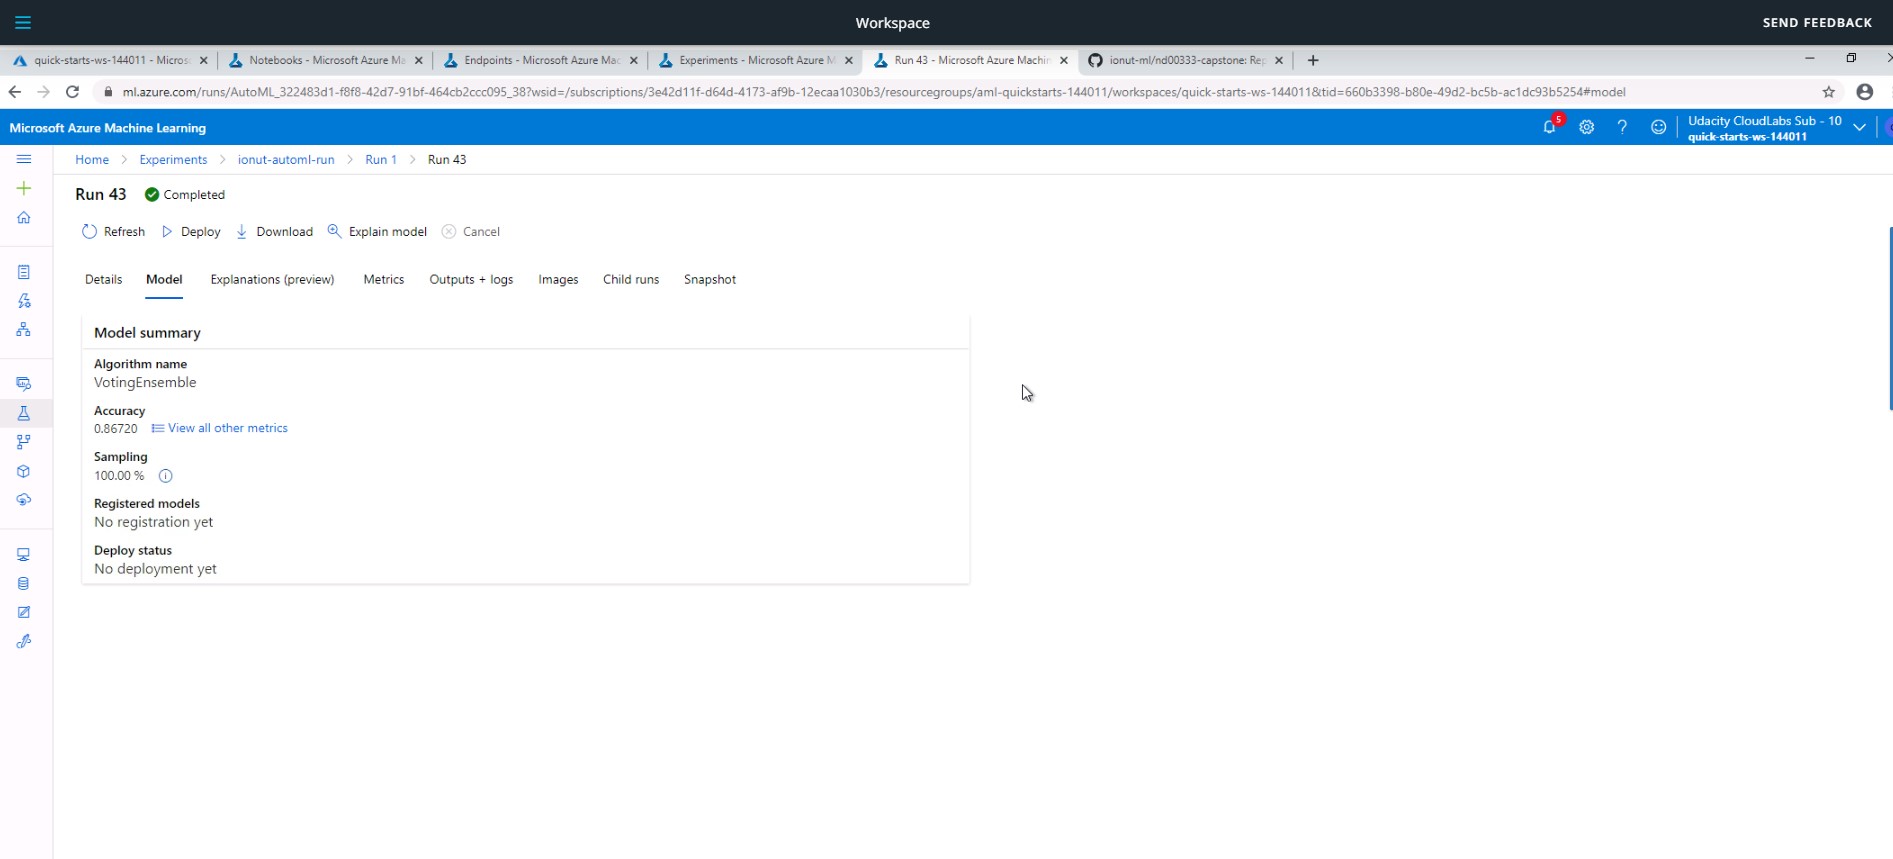 Workspace
SEND FEEDBACK
quick-starts-ws-144011 - Micros
Notebooks - Microsoft Azure Ma
Endpoints - Microsoft Azure Mac
Experiments - Microsoft Azure M
Run 43 - Microsoft Azure Machin
ionut-ml/nd00333-capstone: Rep
ml.azure.com/runs/AutoML_322483d1-f8f8-42d7-91bf-464cb2ccc095_38?wsid=/subscriptions/3e42d11f-d64d-4173-af9b-12ecaa1030b3/resourcegroups/aml-quickstarts-144011/workspaces/quick-starts-ws-144011&tid=660b3398-b80e-49d2-bc5b-ac1dc93b5254#model
Microsoft Azure Machine Learning
5
Udacity CloudLabs Sub - 10
quick-starts-ws-144011
Home > Experiments > ionut-automl-run > Run 1 > Run 43
Run 43 Completed
Refresh Deploy Download Explain model Cancel
Details Model Explanations (preview) Metrics Outputs + logs Images Child runs Snapshot
Model summary
Algorithm name
VotingEnsemble
Accuracy
0.86720 View all other metrics
Sampling
100.00 %
Registered models
No registration yet
Deploy status
No deployment yet